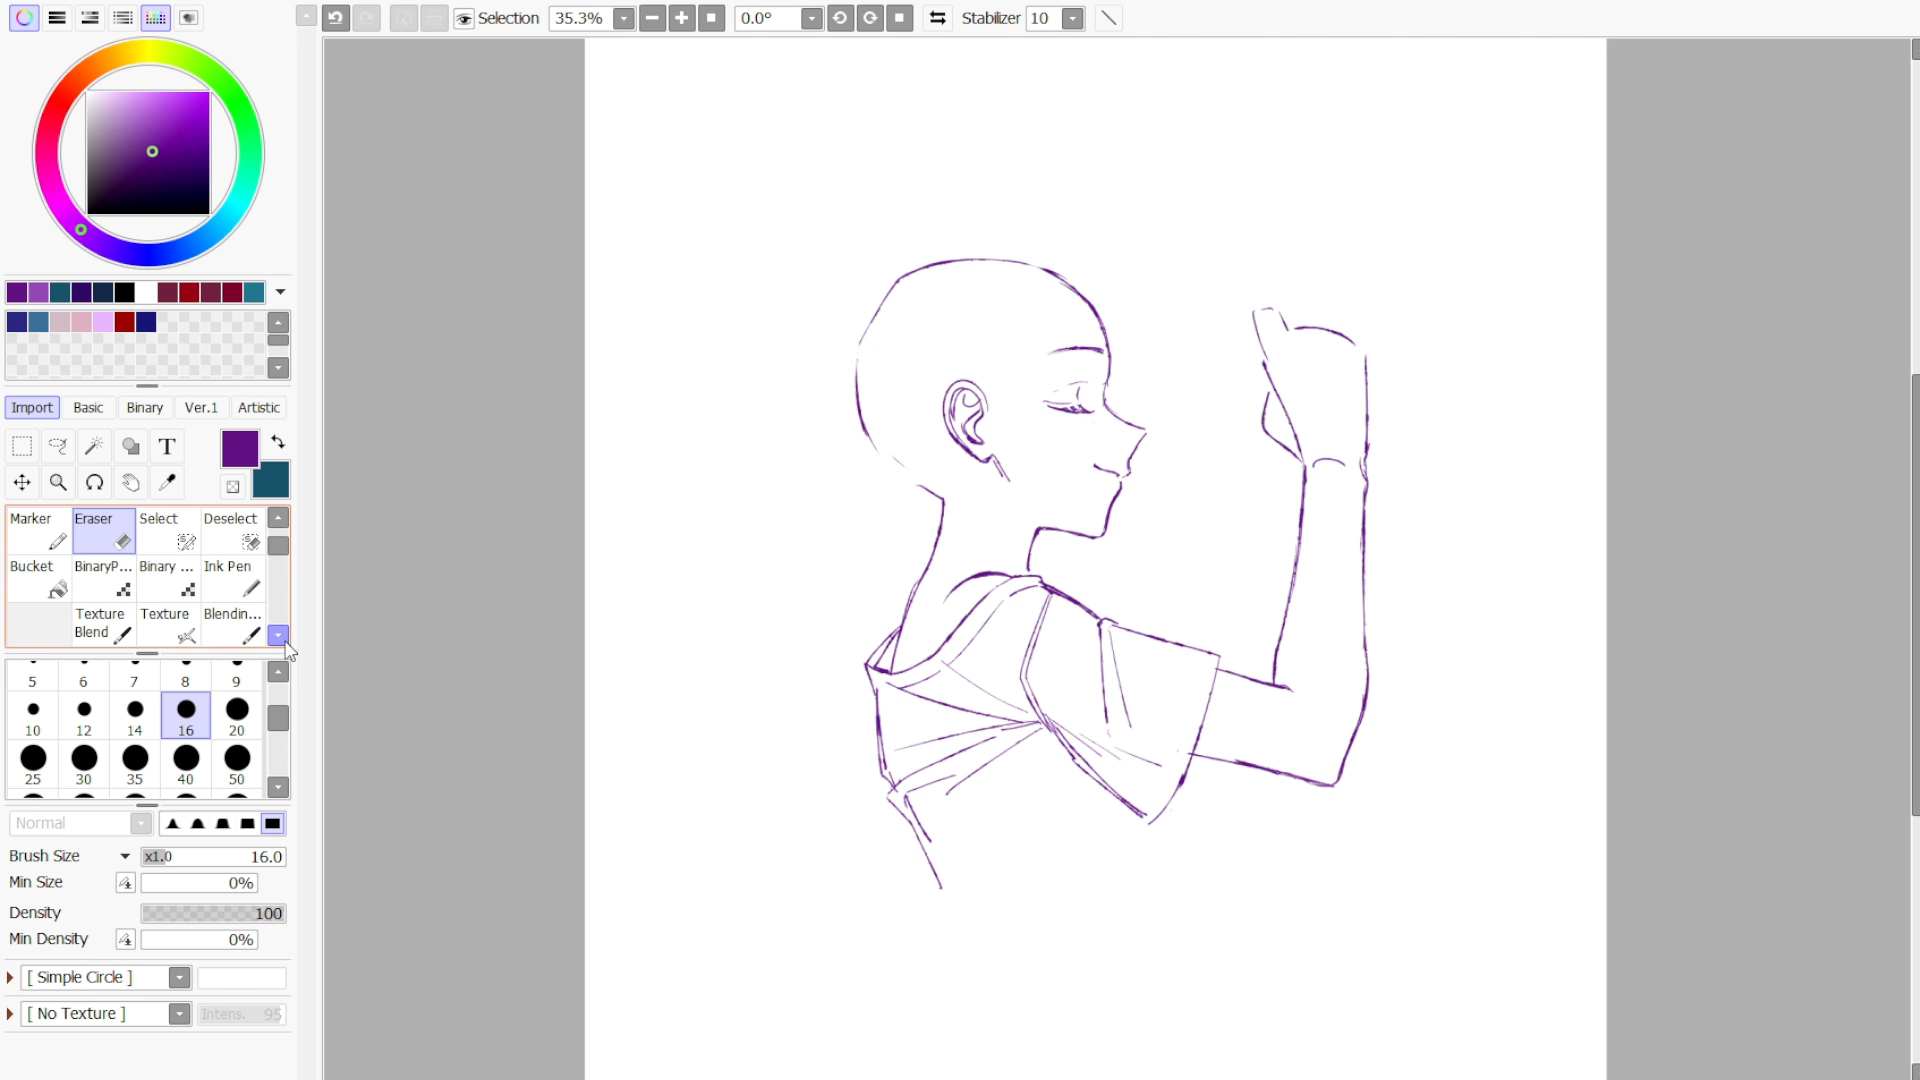 Selection 35.3% 0.0° Stabilizer 10
Import Basic Binary Ver.1 Artistic
T
Marker Eraser Select Deselect
Bucket BinaryP... Binary ... Ink Pen
Texture Blend Texture Blendin...
5 6 7 8 9
10 12 14 16 20
25 30 35 40 50
Normal
Brush Size x1.0 16.0
Min Size 0%
Density 100
Min Density 0%
[ Simple Circle ]
[ No Texture ] Intens. 95